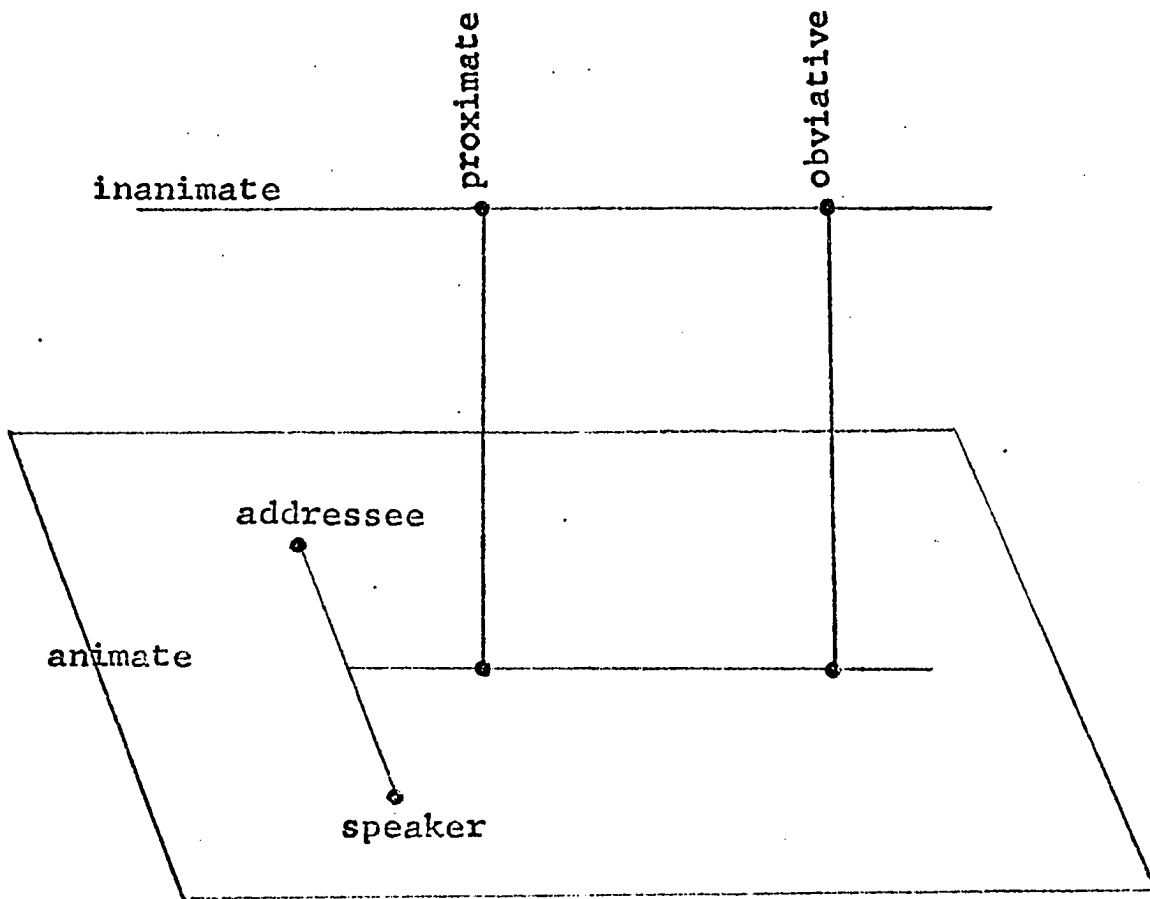 proximate
obviative
inanimate
addressee
animate
speaker